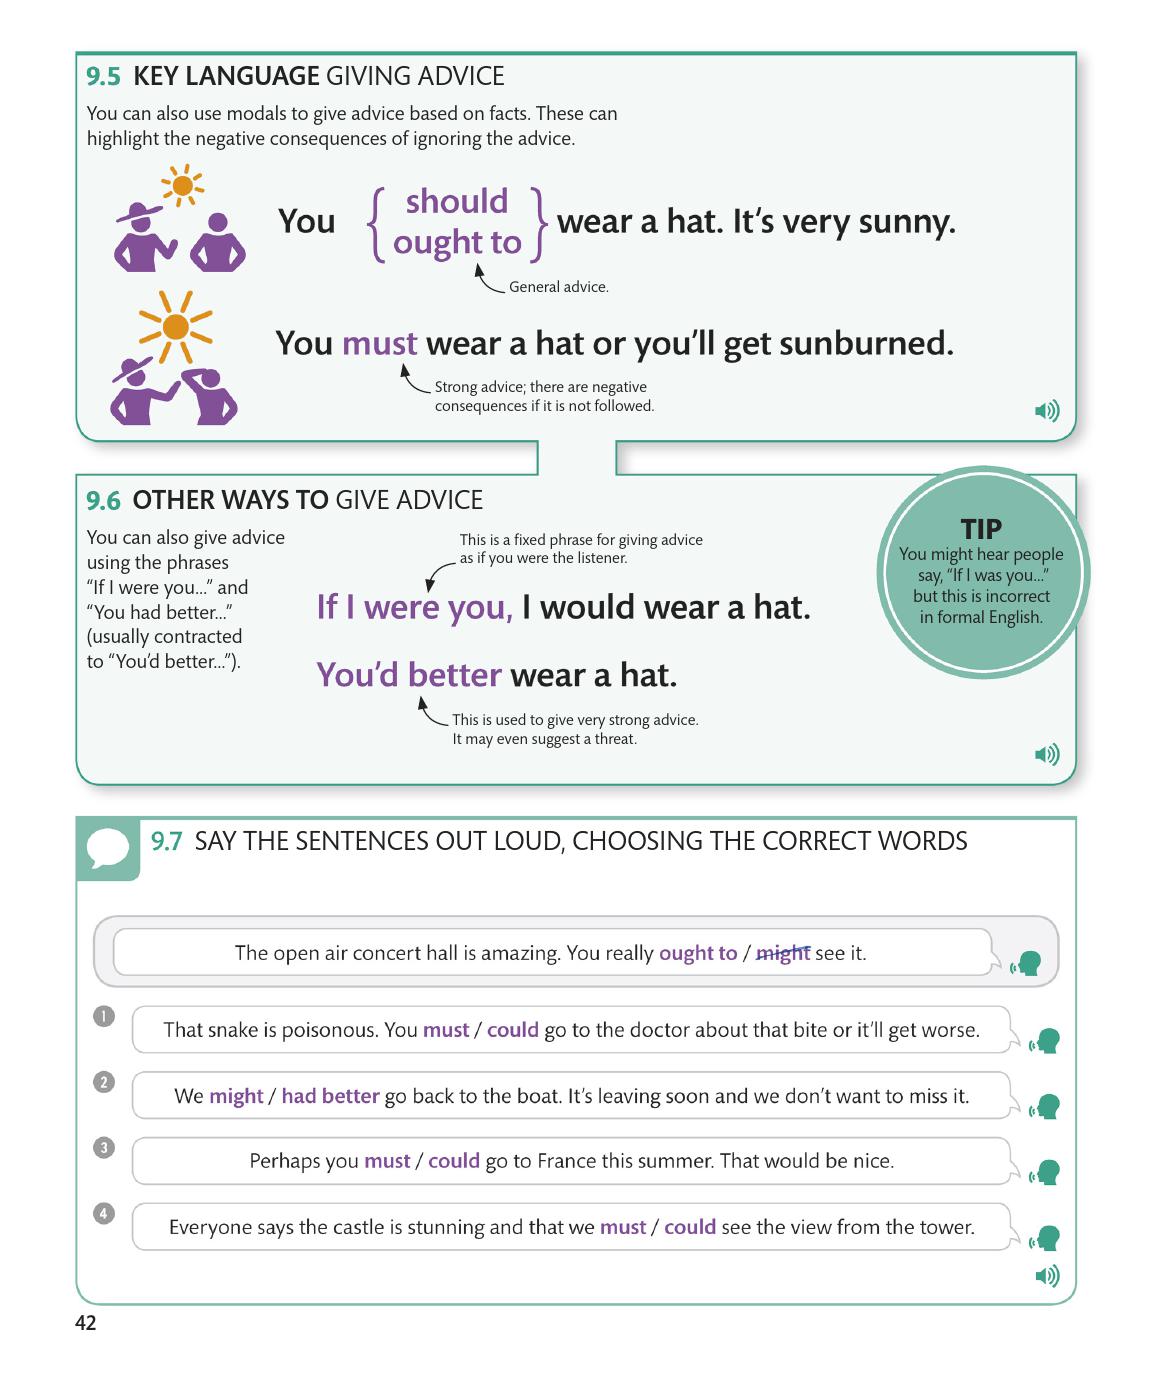 9.5 KEY LANGUAGE GIVING ADVICE
You can also use modals to give advice based on facts. These can
highlight the negative consequences of ignoring the advice.
You { should
ought to } wear a hat. It’s very sunny.
General advice.
You must wear a hat or you’ll get sunburned.
Strong advice; there are negative
consequences if it is not followed.
9.6 OTHER WAYS TO GIVE ADVICE
You can also give advice
using the phrases
“If I were you...” and
“You had better...”
(usually contracted
to “You’d better...”).
This is a fixed phrase for giving advice
as if you were the listener.
If I were you, I would wear a hat.
You’d better wear a hat.
This is used to give very strong advice.
It may even suggest a threat.
TIP
You might hear people
say, “If I was you...”
but this is incorrect
in formal English.
9.7 SAY THE SENTENCES OUT LOUD, CHOOSING THE CORRECT WORDS
The open air concert hall is amazing. You really ought to / might see it.
1 That snake is poisonous. You must / could go to the doctor about that bite or it’ll get worse.
2 We might / had better go back to the boat. It’s leaving soon and we don’t want to miss it.
3 Perhaps you must / could go to France this summer. That would be nice.
4 Everyone says the castle is stunning and that we must / could see the view from the tower.
42